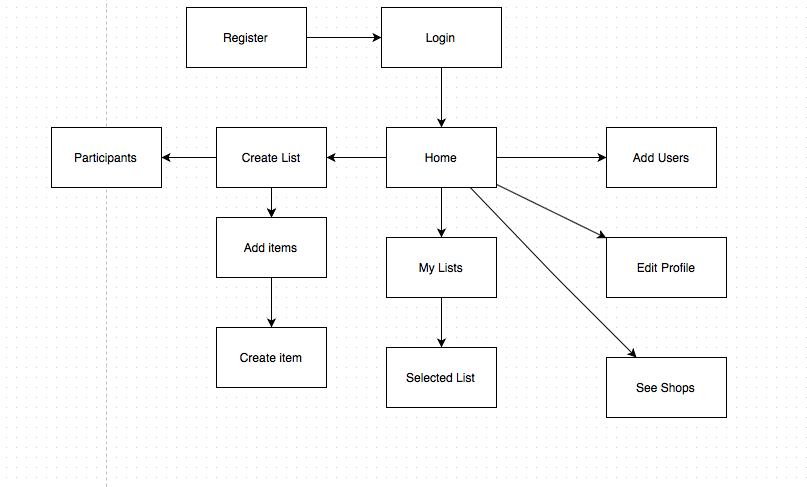 Register
Login
Participants
Create List
Home
Add Users
Add items
My Lists
Edit Profile
Create item
Selected List
See Shops